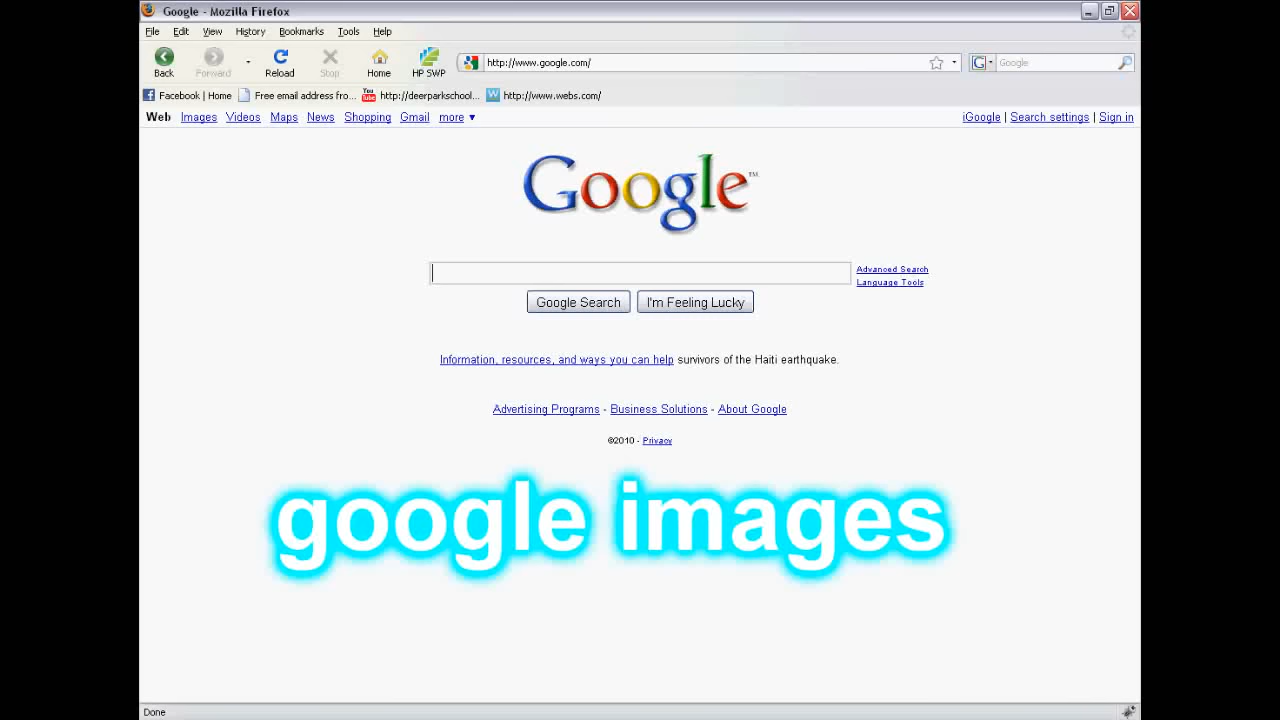 Google - Mozilla Firefox
File Edit View History Bookmarks Tools Help
http://www.google.com/ Google
Back Forward Reload Stop Home HP SWP
Facebook | Home Free email address fro... You Tube http://deerparkschool... W http://www.webs.com/
Web Images Videos Maps News Shopping Gmail more ▼ iGoogle | Search settings | Sign in
Google™
Advanced Search
Language Tools
Google Search I'm Feeling Lucky
Information, resources, and ways you can help survivors of the Haiti earthquake.
Advertising Programs - Business Solutions - About Google
©2010 - Privacy
google images
Done